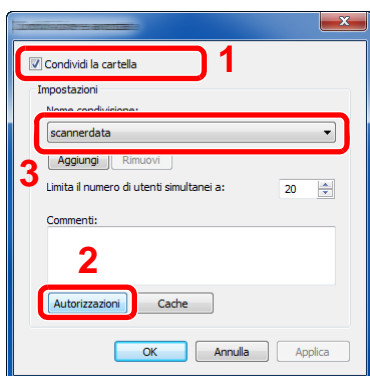 Condividi la cartella
1
Impostazioni
Nome condivisione:
scannerdata
Aggiungi Rimuovi
3
Limita il numero di utenti simultanei a: 20
Commenti:
2
Autorizzazioni Cache
OK Annulla Applica